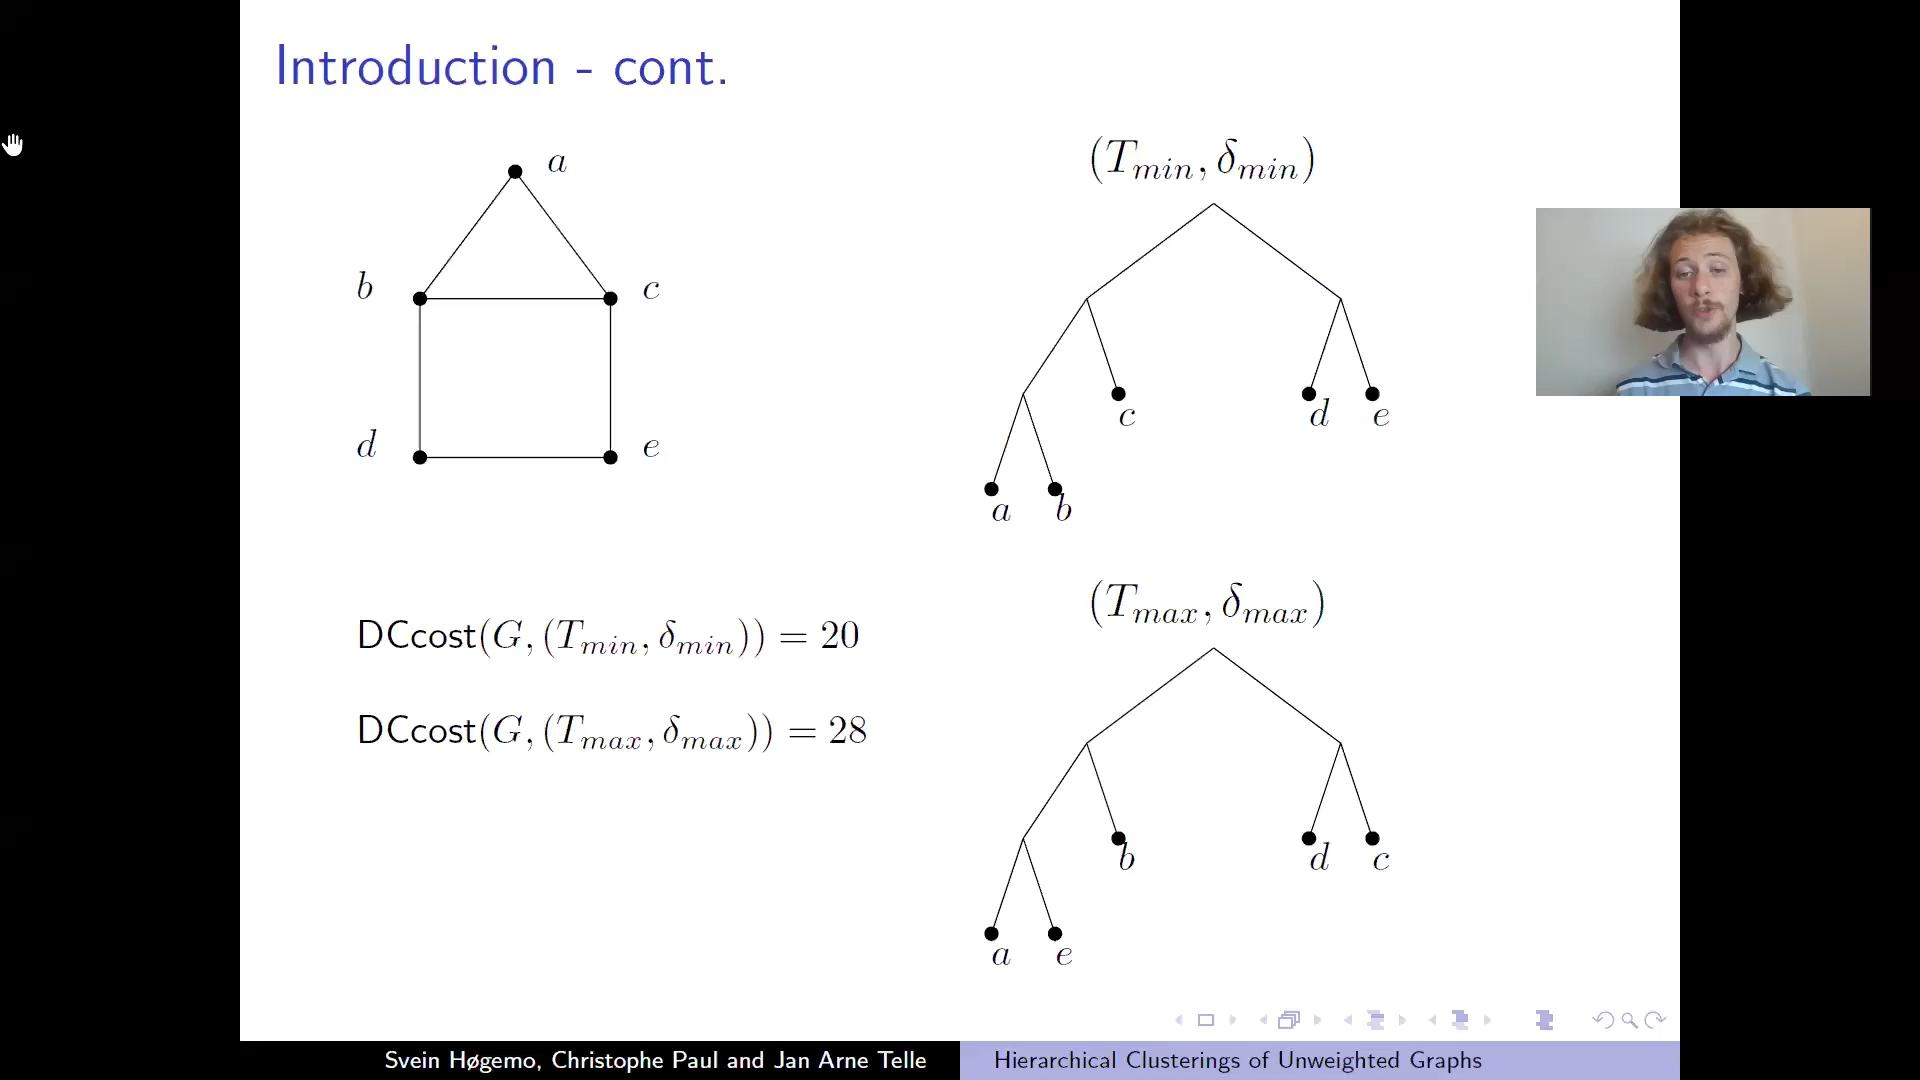 Introduction - cont.
a
b
c
d
e
(T_min, δ_min)
c
d
e
a
b
DCcost(G, (T_min, δ_min)) = 20
DCcost(G, (T_max, δ_max)) = 28
(T_max, δ_max)
b
d
c
a
e
Svein Høgemo, Christophe Paul and Jan Arne Telle
Hierarchical Clusterings of Unweighted Graphs